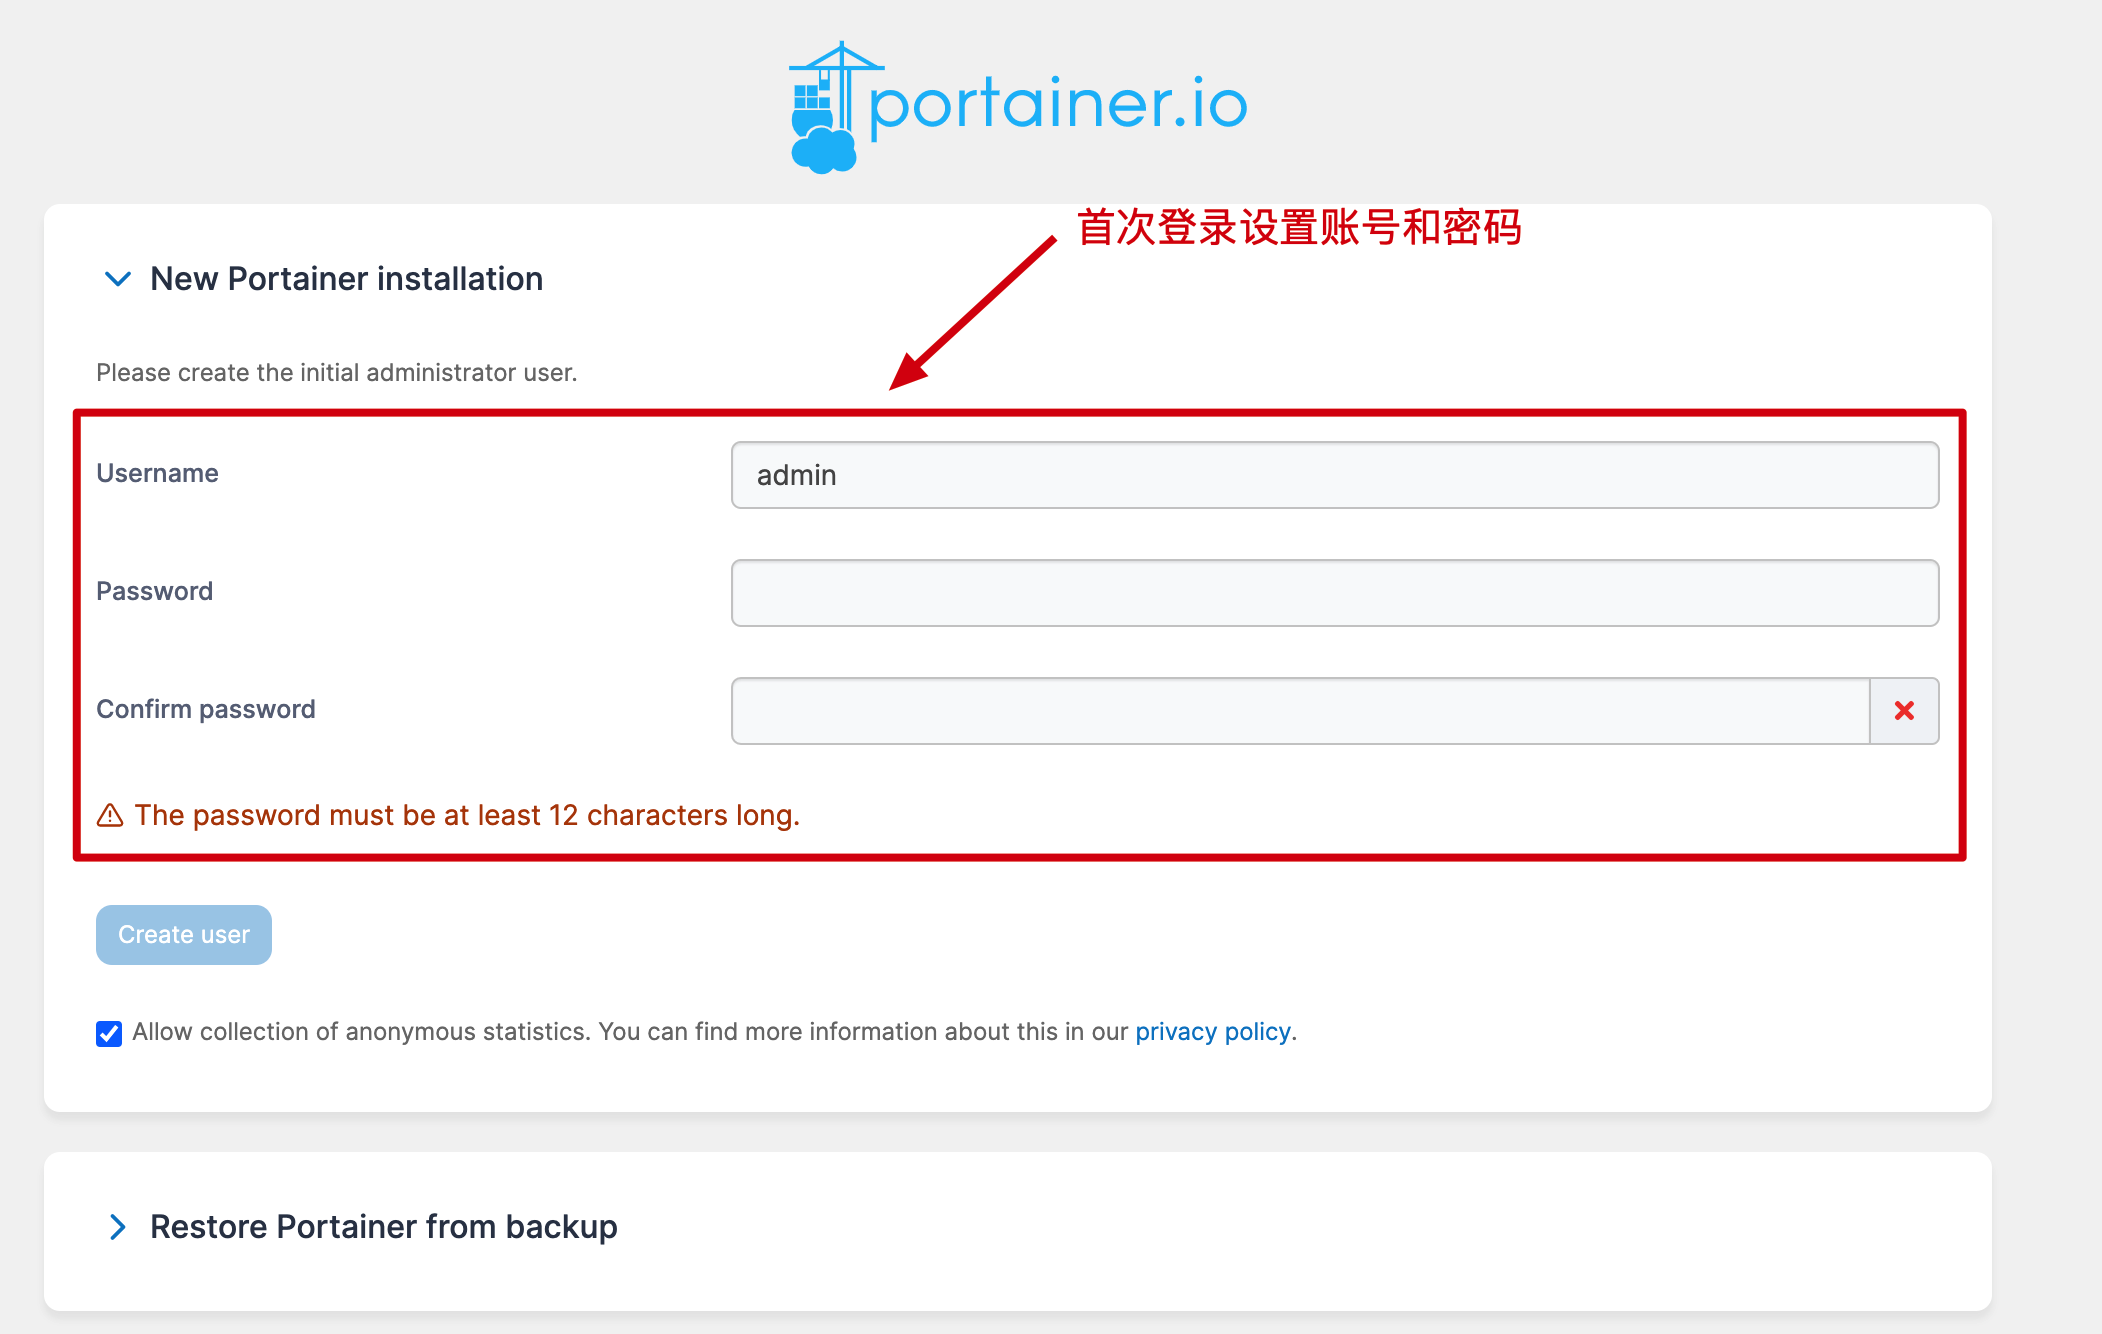 portainer.io
首次登录设置账号和密码
New Portainer installation
Please create the initial administrator user.
Username
admin
Password
Confirm password
The password must be at least 12 characters long.
Create user
Allow collection of anonymous statistics. You can find more information about this in our privacy policy.
Restore Portainer from backup